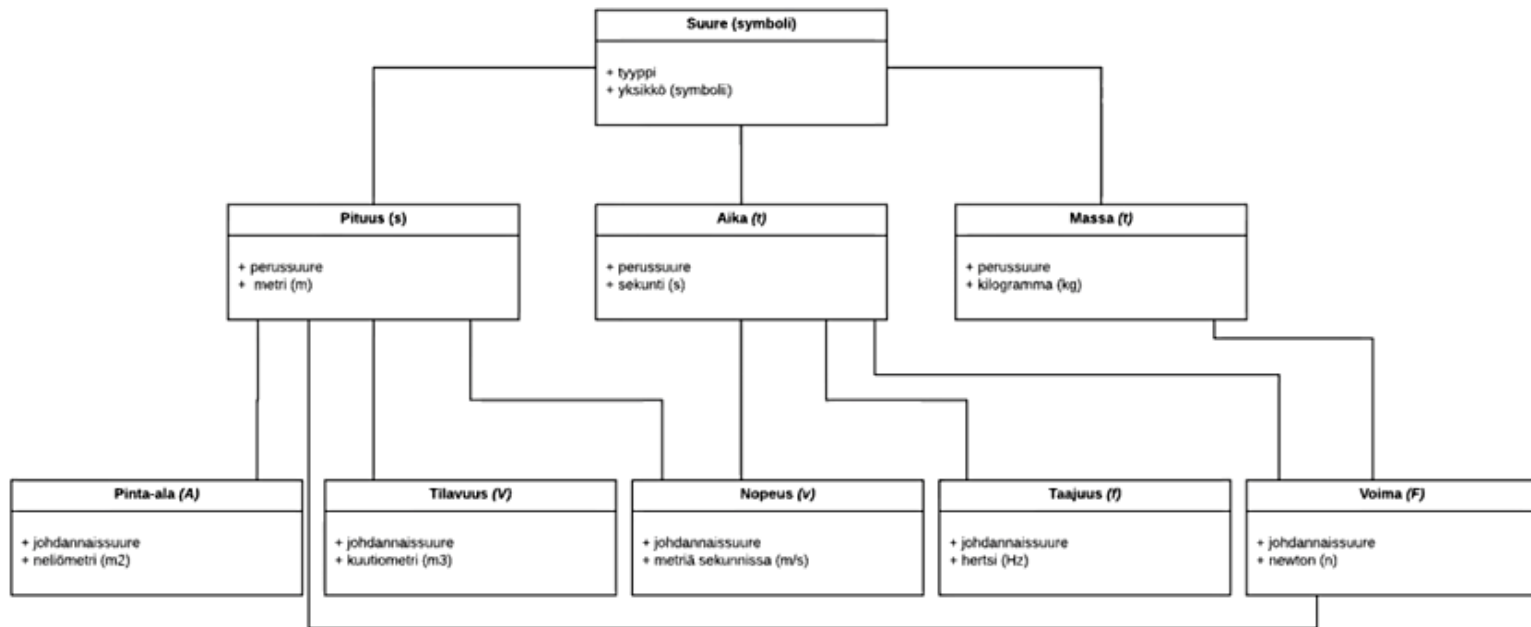 Suure (symboli)
+ tyyppi
+ yksikkö (symbolii)
Pituus (s)
+ perussuure
+ metri (m)
Aika (t)
+ perussuure
+ sekunti (s)
Massa (t)
+ perussuure
+ kilogramma (kg)
Pinta-ala (A)
+ johdannaissuure
+ neliömetri (m2)
Tilavuus (V)
+ johdannaissuure
+ kuutiometri (m3)
Nopeus (v)
+ johdannaissuure
+ metriä sekunnissa (m/s)
Taajuus (f)
+ johdannaissuure
+ hertsi (Hz)
Voima (F)
+ johdannaissuure
+ newton (n)